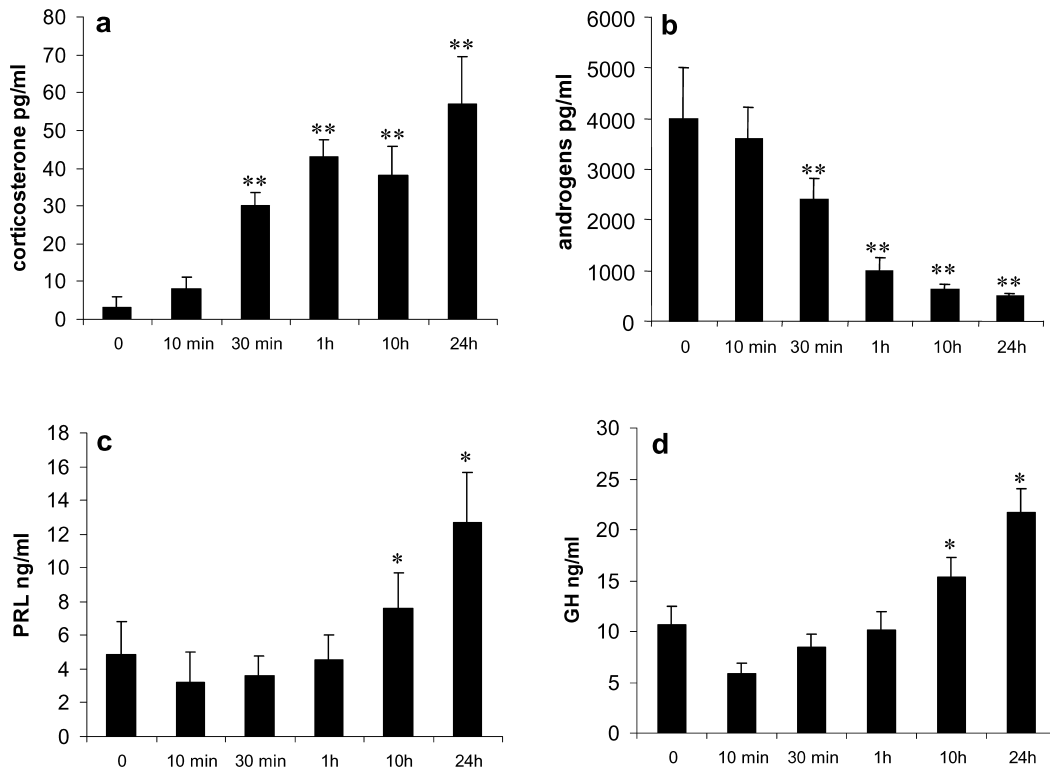 a
corticosterone pg/ml
80
70
60
50
40
30
20
10
0
** ** ** **
0 10 min 30 min 1h 10h 24h
b
androgens pg/ml
6000
5000
4000
3000
2000
1000
0
** ** ** **
0 10 min 30 min 1h 10h 24h
c
PRL ng/ml
18
16
14
12
10
8
6
4
2
0
* *
0 10 min 30 min 1h 10h 24h
d
GH ng/ml
30
25
20
15
10
5
0
* *
0 10 min 30 min 1h 10h 24h